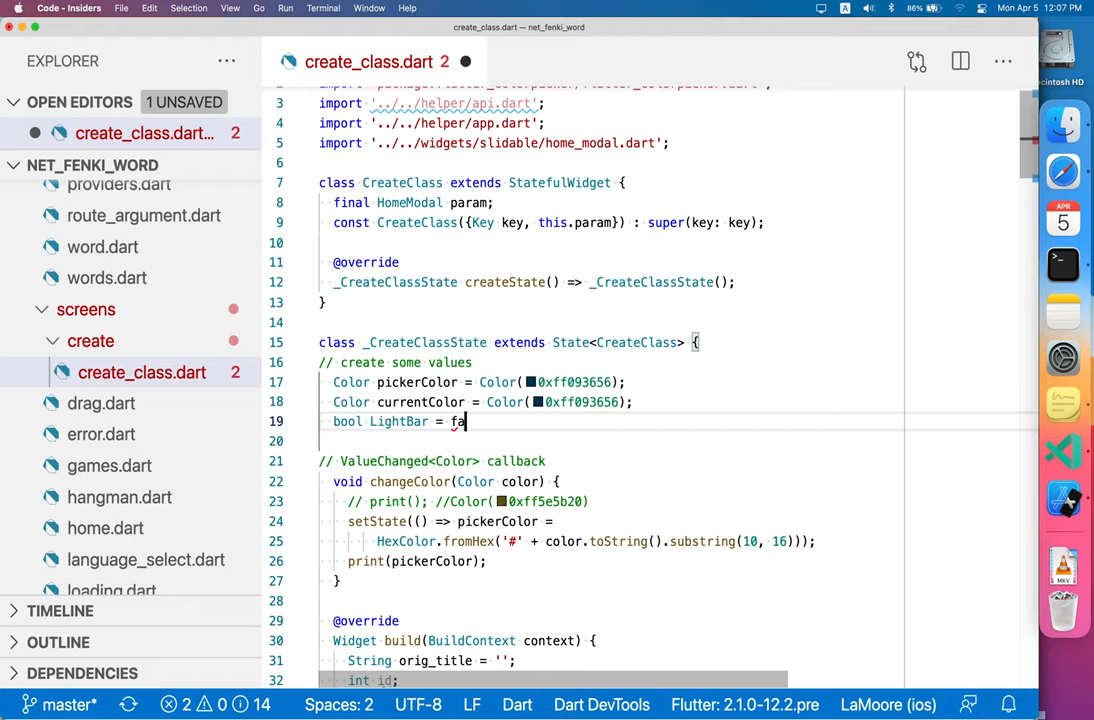 Code - Insiders File Edit Selection View Go Run Terminal Window Help
A 86% Mon Apr 5 12:07 PM
create_class.dart — net_fenki_word
EXPLORER
create_class.dart 2
OPEN EDITORS 1 UNSAVED
create_class.dart... 2
NET_FENKI_WORD
providers.dart
route_argument.dart
word.dart
words.dart
screens
create
create_class.dart 2
drag.dart
error.dart
games.dart
hangman.dart
home.dart
language_select.dart
loading.dart
TIMELINE
OUTLINE
DEPENDENCIES
3 import '../../helper/api.dart';
4 import '../../helper/app.dart';
5 import '../../widgets/slidable/home_modal.dart';
6
7 class CreateClass extends StatefulWidget {
8 final HomeModal param;
9 const CreateClass({Key key, this.param}) : super(key: key);
10
11 @override
12 _CreateClassState createState() => _CreateClassState();
13 }
14
15 class _CreateClassState extends State<CreateClass> {
16 // create some values
17 Color pickerColor = Color(0xff093656);
18 Color currentColor = Color(0xff093656);
19 bool LightBar = fa
20
21 // ValueChanged<Color> callback
22 void changeColor(Color color) {
23 // print(); //Color(0xff5e5b20)
24 setState(() => pickerColor =
25 HexColor.fromHex('#' + color.toString().substring(10, 16)));
26 print(pickerColor);
27 }
28
29 @override
30 Widget build(BuildContext context) {
31 String orig_title = '';
32 int id;
master* 2 0 14 Spaces: 2 UTF-8 LF Dart Dart DevTools Flutter: 2.1.0-12.2.pre LaMoore (ios)
acintosh HD
APR
5
MKV